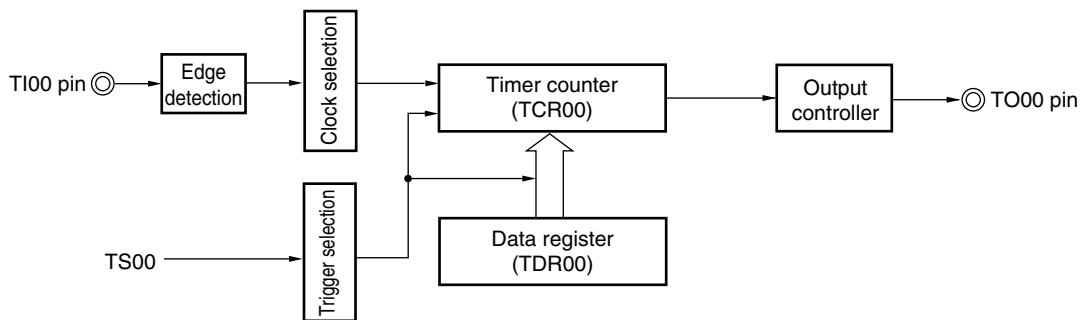 TI00 pin
Edge
detection
Clock selection
Timer counter
(TCR00)
Output
controller
TO00 pin
TS00
Trigger selection
Data register
(TDR00)